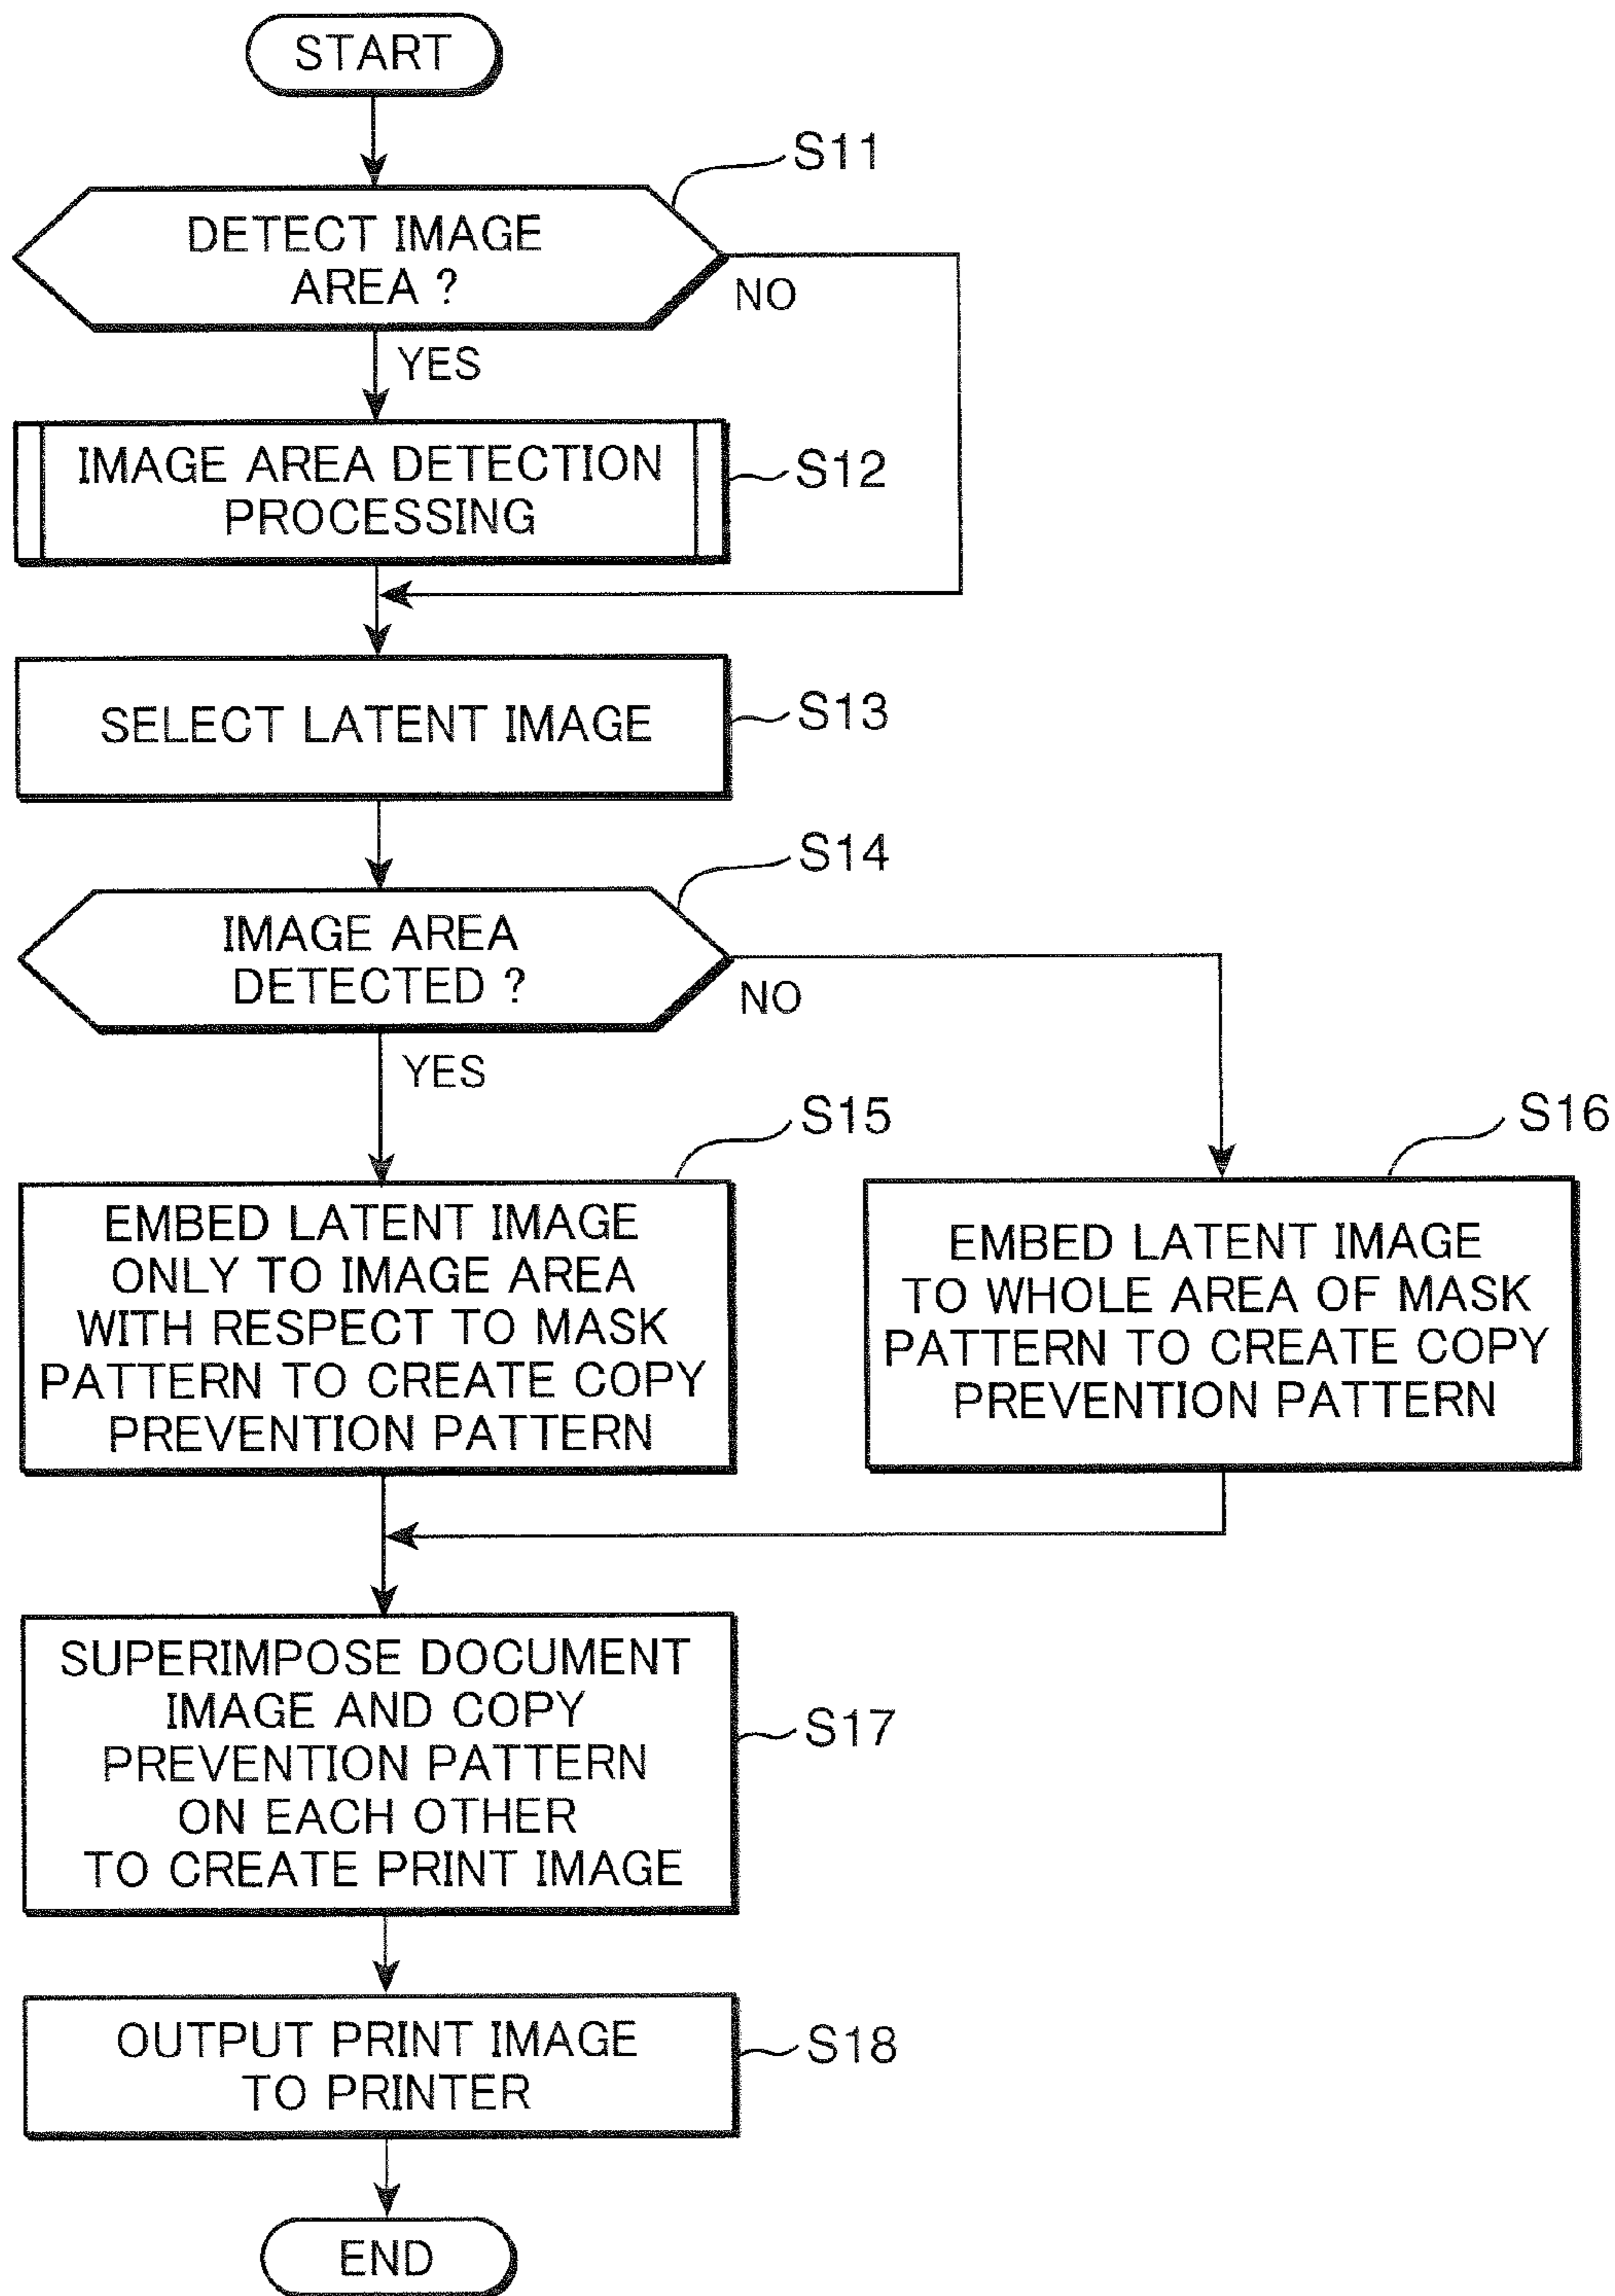 START
S11
DETECT IMAGE
AREA ?
NO
YES
IMAGE AREA DETECTION
PROCESSING
S12
SELECT LATENT IMAGE
S13
S14
IMAGE AREA
DETECTED ?
NO
YES
S15
S16
EMBED LATENT IMAGE
ONLY TO IMAGE AREA
WITH RESPECT TO MASK
PATTERN TO CREATE COPY
PREVENTION PATTERN
EMBED LATENT IMAGE
TO WHOLE AREA OF MASK
PATTERN TO CREATE COPY
PREVENTION PATTERN
SUPERIMPOSE DOCUMENT
IMAGE AND COPY
PREVENTION PATTERN
ON EACH OTHER
TO CREATE PRINT IMAGE
S17
OUTPUT PRINT IMAGE
TO PRINTER
S18
END